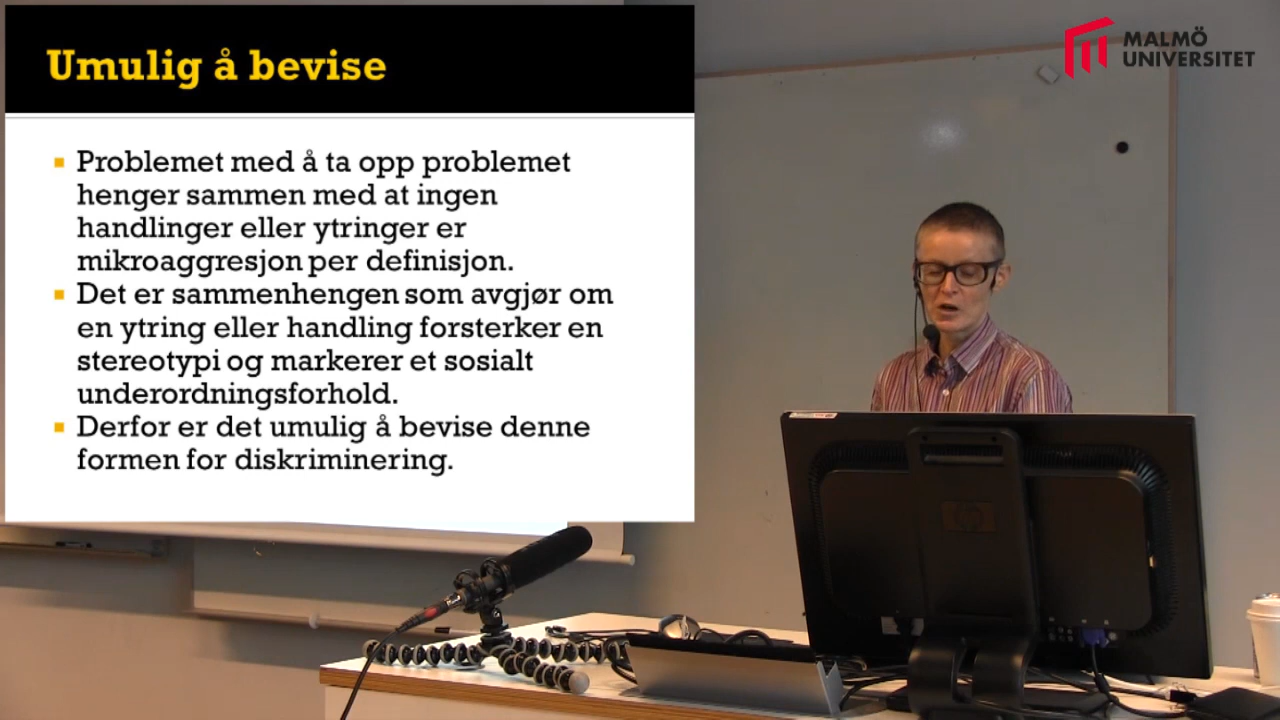 Umulig å bevise
Problemet med å ta opp problemet
henger sammen med at ingen
handlinger eller ytringer er
mikroaggresjon per definisjon.
Det er sammenhengen som avgjør om
en ytring eller handling forsterker en
stereotypi og markerer et sosialt
underordningsforhold.
Derfor er det umulig å bevise denne
formen for diskriminering.
MALMÖ
UNIVERSITET
hp